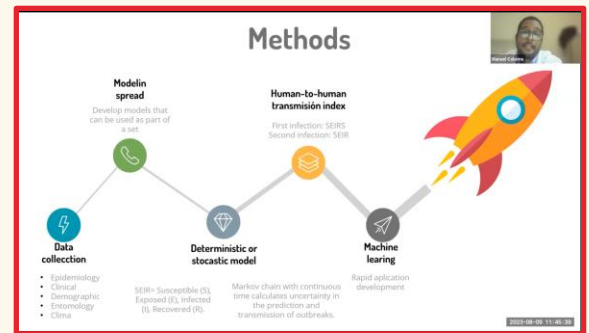 Methods
Modelin
spread
Develop models that
can be used as part of
a set
Human-to-human
transmisión index
First infection: SEIRS
Second infection: SEIR
Data
collecction
• Epidemiology
• Clinical
• Demographic
• Entomology
• Clima
Deterministic or
stocastic model
SEIR= Susceptible (S),
Exposed (E), infected
(I), Recovered (R).
Markov chain with continuous
time calculates uncertainty in
the prediction and
transmission of outbreaks.
Machine
learing
Rapid aplication
development
2023-08-09 11:45:39